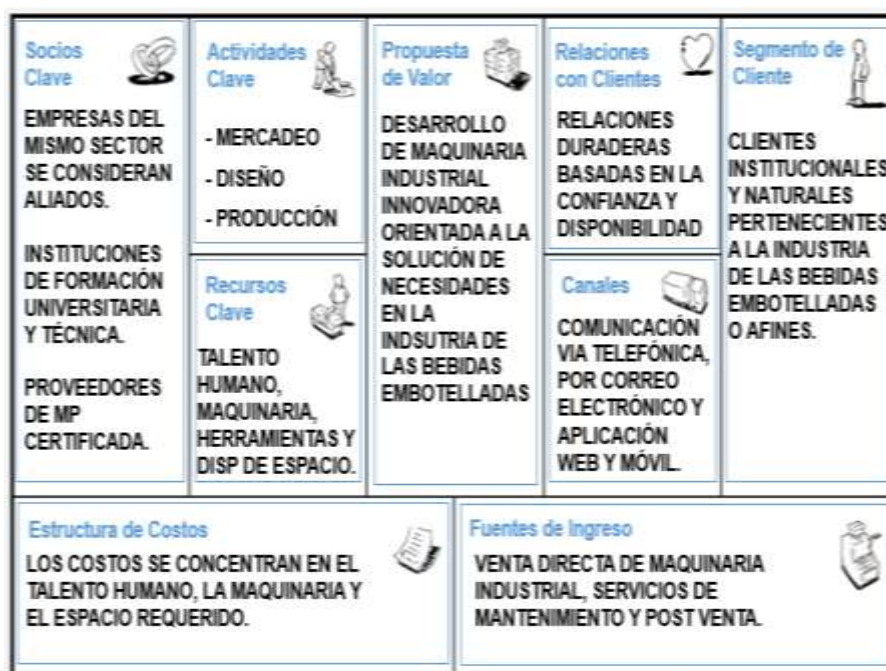 Socios
Clave
EMPRESAS DEL
MISMO SECTOR
SE CONSIDERAN
ALIADOS.
INSTITUCIONES
DE FORMACIÓN
UNIVERSITARIA
Y TÉCNICA.
PROVEEDORES
DE MP
CERTIFICADA.
Actividades
Clave
- MERCADEO
- DISEÑO
- PRODUCCIÓN
Recursos
Clave
TALENTO
HUMANO,
MAQUINARIA,
HERRAMIENTAS Y
DISP DE ESPACIO.
Propuesta
de Valor
DESARROLLO
DE MAQUINARIA
INDUSTRIAL
INNOVADORA
ORIENTADA A LA
SOLUCIÓN DE
NECESIDADES
EN LA
INDSUTRIA DE
LAS BEBIDAS
EMBOTELLADAS
Relaciones
con Clientes
RELACIONES
DURADERAS
BASADAS EN LA
CONFIANZA Y
DISPONIBILIDAD
Canales
COMUNICACIÓN
VIA TELEFÓNICA,
POR CORREO
ELECTRÓNICO Y
APLICACIÓN
WEB Y MÓVIL.
Segmento de
Cliente
CLIENTES
INSTITUCIONALES
Y NATURALES
PERTENECIENTES
A LA INDUSTRIA
DE LAS BEBIDAS
EMBOTELLADAS
O AFINES.
Estructura de Costos
LOS COSTOS SE CONCENTRAN EN EL
TALENTO HUMANO, LA MAQUINARIA Y
EL ESPACIO REQUERIDO.
Fuentes de Ingreso
VENTA DIRECTA DE MAQUINARIA
INDUSTRIAL, SERVICIOS DE
MANTENIMIENTO Y POST VENTA.